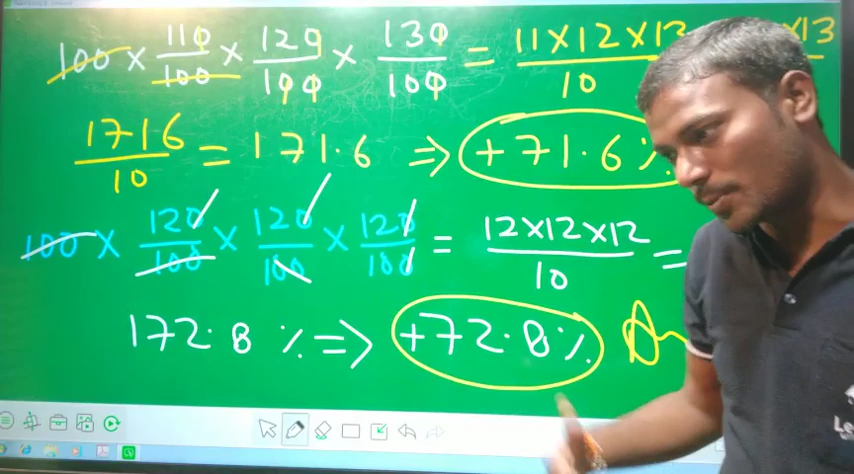 100 × 110/100 × 120/100 × 130/100 = 11×12×13/10 ×13
1716/10 = 171.6 ⇒ +71.6%
100 × 120/100 × 120/100 × 120/100 = 12×12×12/10 =
172.8 % ⇒ +72.8%